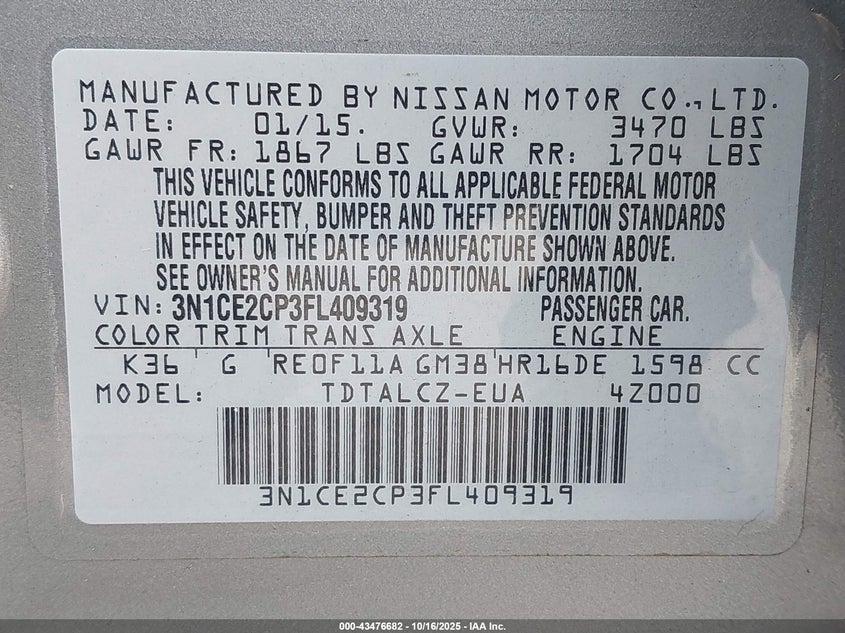 MANUFACTURED BY NISSAN MOTOR CO., LTD.
DATE: 01/15. GVWR: 3470 LBS
GAWR FR: 1867 LBS GAWR RR: 1704 LBS
THIS VEHICLE CONFORMS TO ALL APPLICABLE FEDERAL MOTOR
VEHICLE SAFETY, BUMPER AND THEFT PREVENTION STANDARDS
IN EFFECT ON THE DATE OF MANUFACTURE SHOWN ABOVE.
SEE OWNER'S MANUAL FOR ADDITIONAL INFORMATION.
VIN: 3N1CE2CP3FL409319 PASSENGER CAR.
COLOR TRIM TRANS AXLE ENGINE
K36 ' G ' RE0F11A GM38 ' HR16DE 1598 CC
MODEL: TDTALCZ-EUA 4Z000
3N1CE2CP3FL409319
000-43476682 - 10/16/2025 - IAA Inc.